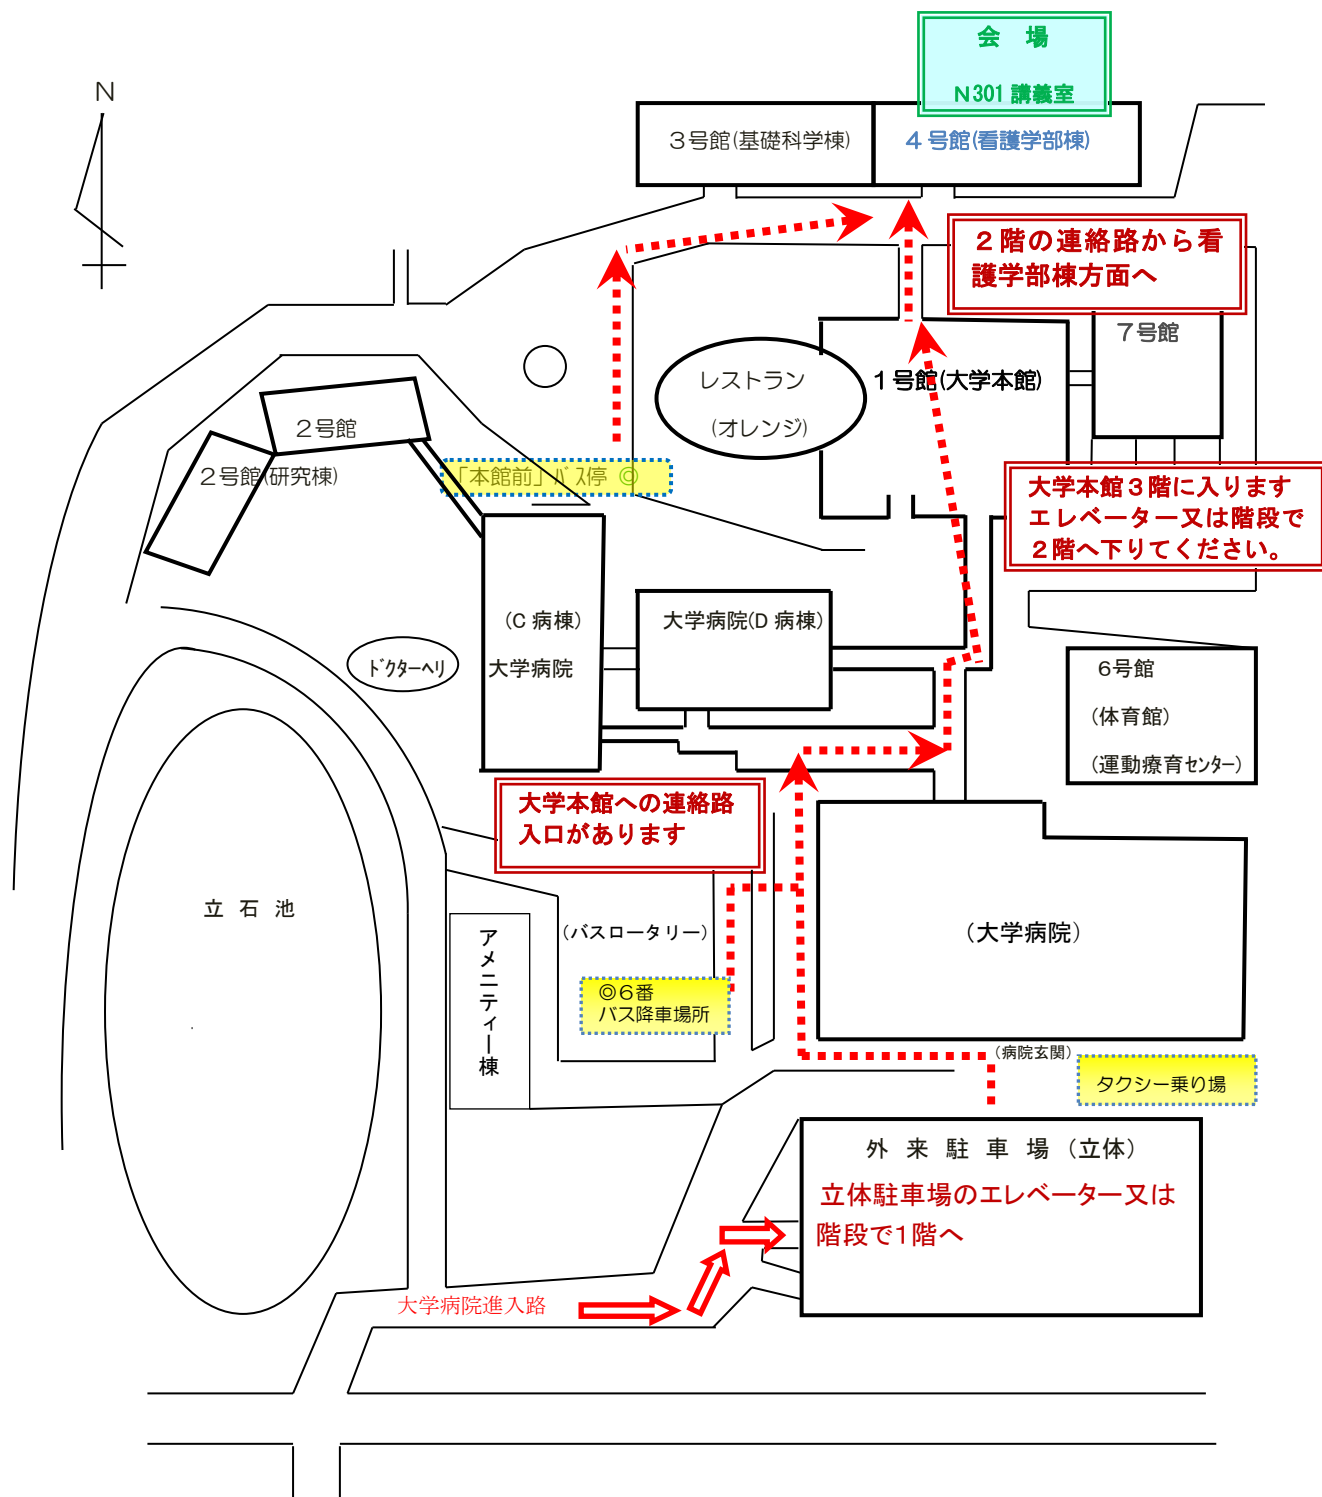 会　場
Ｎ301 講義室
N
３号館(基礎科学棟)
４号館(看護学部棟)
２階の連絡路から看
護学部棟方面へ
７号館
レストラン
(オレンジ)
１号館(大学本館)
２号館
２号館(研究棟)
「本館前」バス停 ◎
大学本館３階に入ります
エレベーター又は階段で
２階へ下りてください。
(C 病棟)
大学病院
大学病院(D 病棟)
ドクターヘリ
６号館
(体育館)
(運動療育センター)
大学本館への連絡路
入口があります
立 石 池
アメニティー棟
(バスロータリー)
◎６番
バス降車場所
(大学病院)
(病院玄関)
タクシー乗り場
外 来 駐 車 場 (立体)
立体駐車場のエレベーター又は
階段で1階へ
大学病院進入路